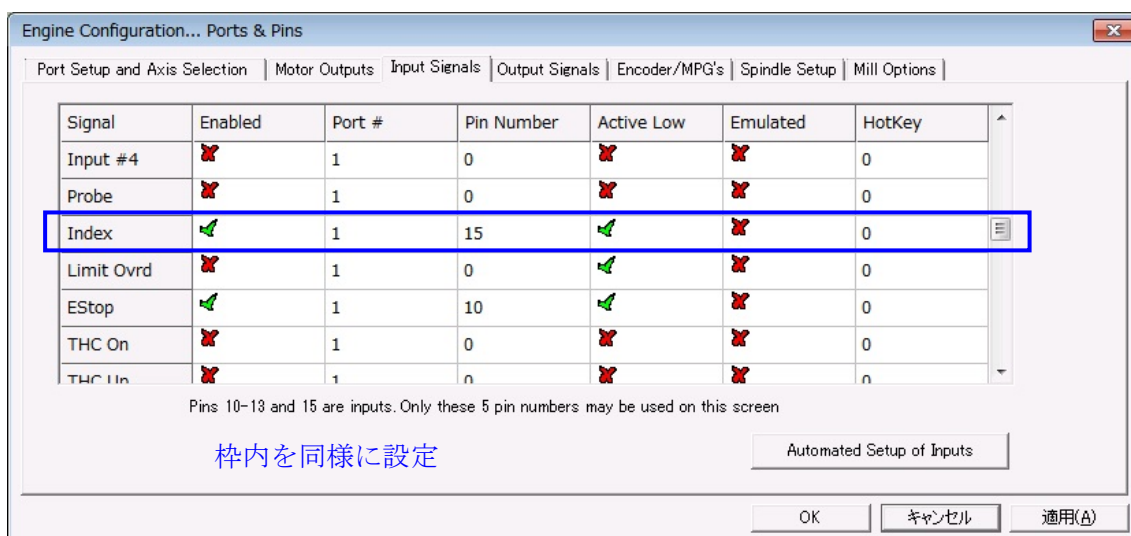 Engine Configuration... Ports & Pins
Port Setup and Axis Selection Motor Outputs Input Signals Output Signals Encoder/MPG's Spindle Setup Mill Options
Signal Enabled Port # Pin Number Active Low Emulated HotKey
Input #4 1 0 0
Probe 1 0 0
Index 1 15 0
Limit Ovrd 1 0 0
EStop 1 10 0
THC On 1 0 0
THC Up 1 0 0
Pins 10-13 and 15 are inputs. Only these 5 pin numbers may be used on this screen
枠内を同様に設定
Automated Setup of Inputs
OK キャンセル 適用(A)